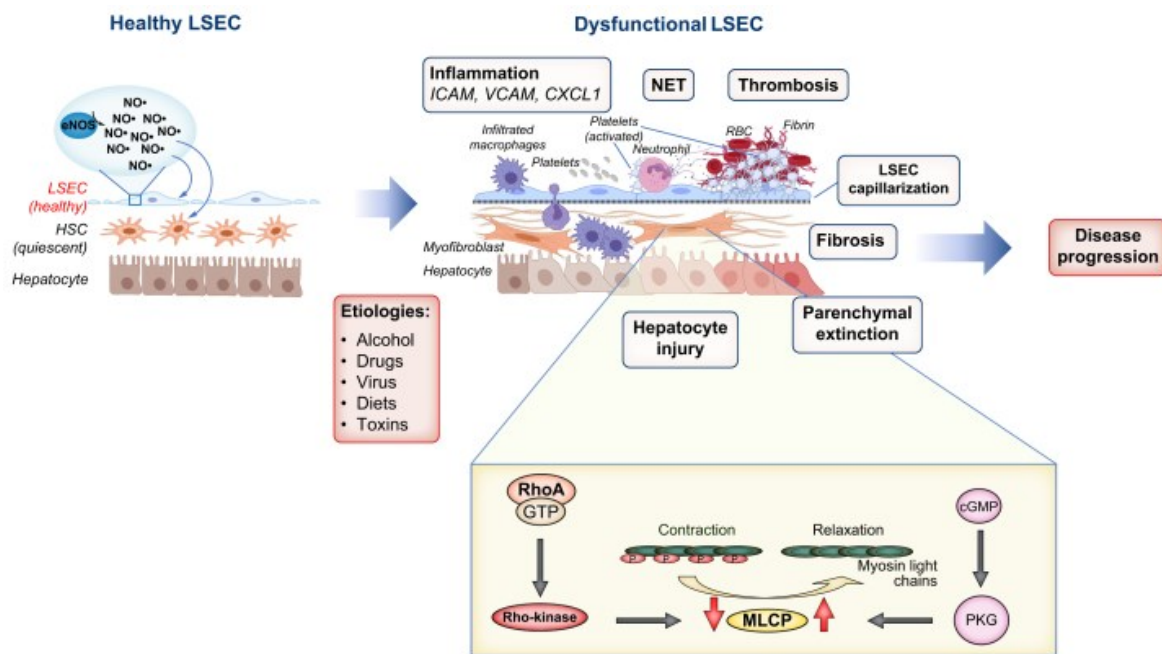 Healthy LSEC
Dysfunctional LSEC
NO•
NO•
NO•
NO•
NO•
NO•
NO•
NO•
NO•
NO•
eNOS
LSEC
(healthy)
HSC
(quiescent)
Hepatocyte
Inflammation
ICAM, VCAM, CXCL1
NET
Thrombosis
Infiltrated
macrophages
Platelets
Platelets
(activated)
Neutrophil
RBC
Fibrin
LSEC
capillarization
Myofibroblast
Hepatocyte
Fibrosis
Disease
progression
Etiologies:
• Alcohol
• Drugs
• Virus
• Diets
• Toxins
Hepatocyte
injury
Parenchymal
extinction
RhoA
GTP
Rho-kinase
Contraction
Relaxation
P P P P
Myosin light
chains
MLCP
cGMP
PKG